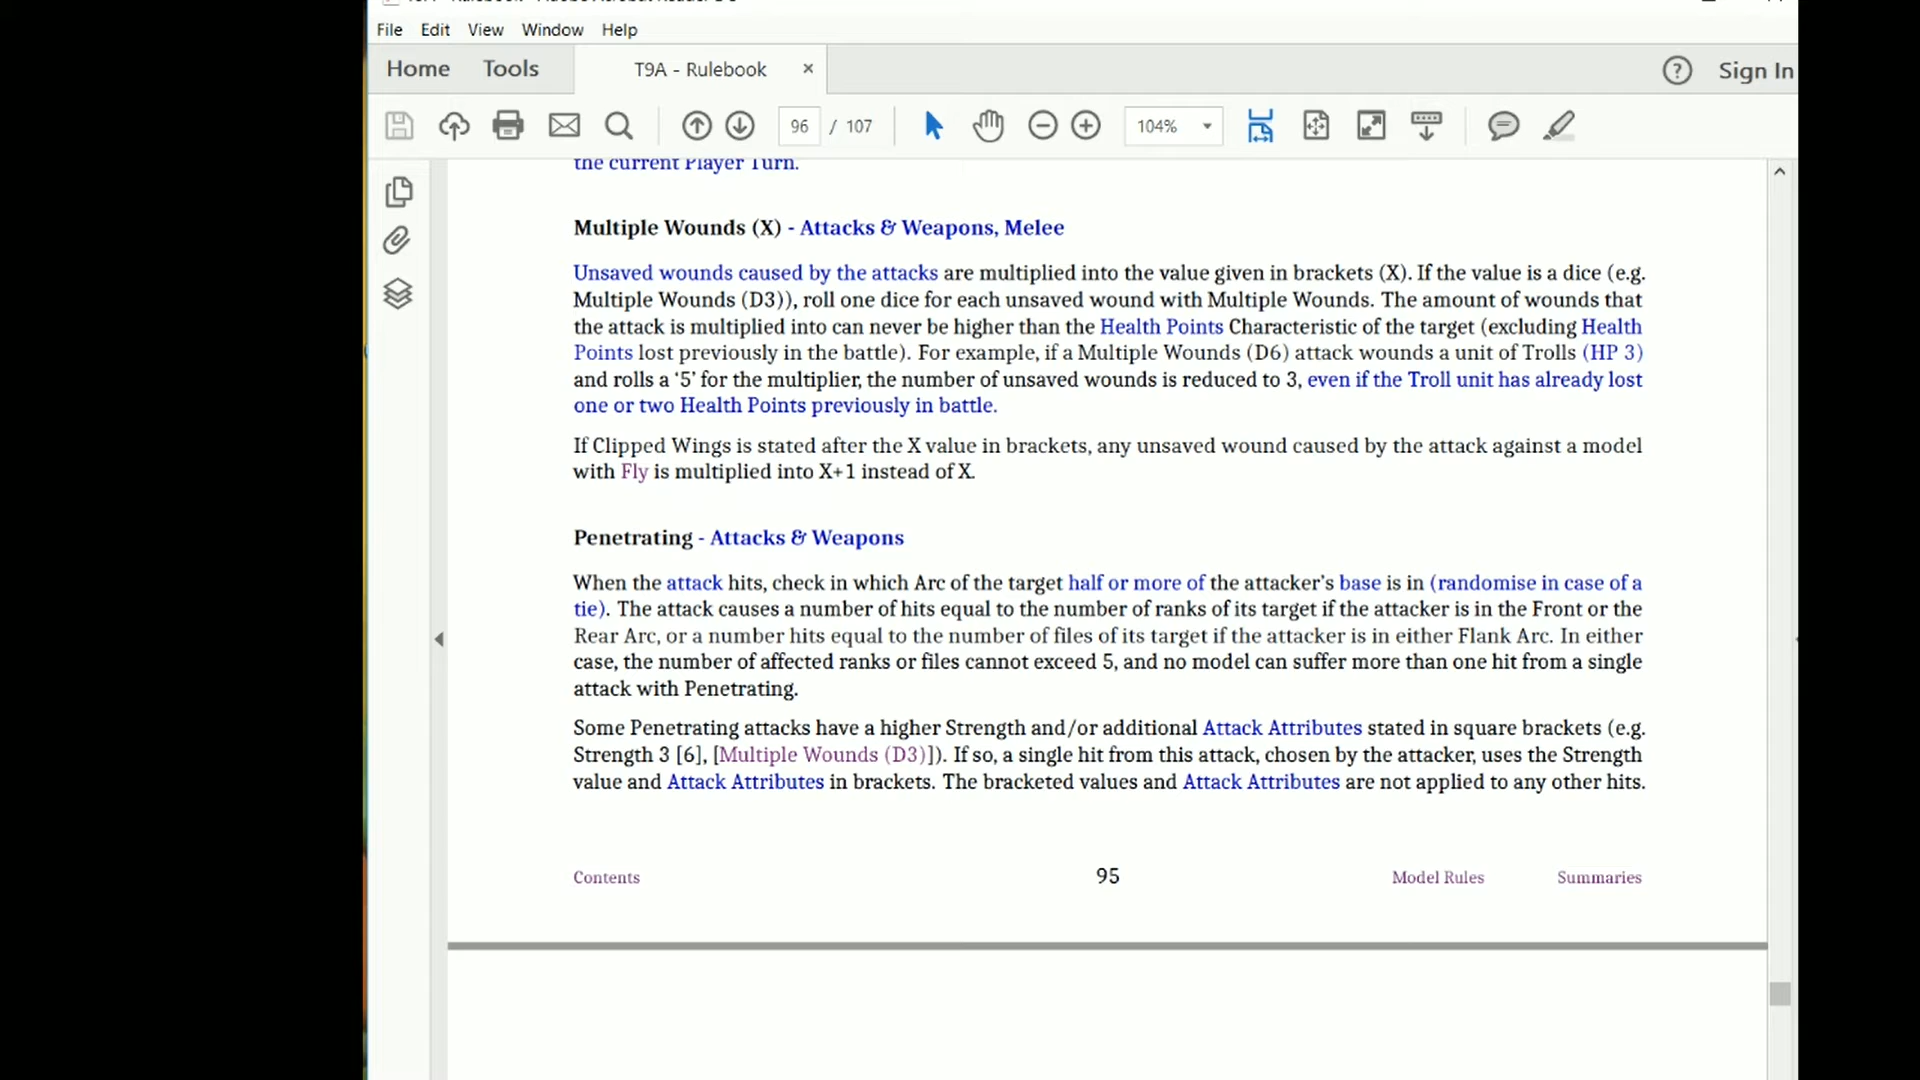 File Edit View Window Help
Home Tools T9A - Rulebook Sign In
96 / 107 104%
the current Player Turn.
Multiple Wounds (X) - Attacks & Weapons, Melee
Unsaved wounds caused by the attacks are multiplied into the value given in brackets (X). If the value is a dice (e.g.
Multiple Wounds (D3)), roll one dice for each unsaved wound with Multiple Wounds. The amount of wounds that
the attack is multiplied into can never be higher than the Health Points Characteristic of the target (excluding Health
Points lost previously in the battle). For example, if a Multiple Wounds (D6) attack wounds a unit of Trolls (HP 3)
and rolls a ‘5’ for the multiplier, the number of unsaved wounds is reduced to 3, even if the Troll unit has already lost
one or two Health Points previously in battle.
If Clipped Wings is stated after the X value in brackets, any unsaved wound caused by the attack against a model
with Fly is multiplied into X+1 instead of X.
Penetrating - Attacks & Weapons
When the attack hits, check in which Arc of the target half or more of the attacker’s base is in (randomise in case of a
tie). The attack causes a number of hits equal to the number of ranks of its target if the attacker is in the Front or the
Rear Arc, or a number hits equal to the number of files of its target if the attacker is in either Flank Arc. In either
case, the number of affected ranks or files cannot exceed 5, and no model can suffer more than one hit from a single
attack with Penetrating.
Some Penetrating attacks have a higher Strength and/or additional Attack Attributes stated in square brackets (e.g.
Strength 3 [6], [Multiple Wounds (D3)]). If so, a single hit from this attack, chosen by the attacker, uses the Strength
value and Attack Attributes in brackets. The bracketed values and Attack Attributes are not applied to any other hits.
Contents 95 Model Rules Summaries